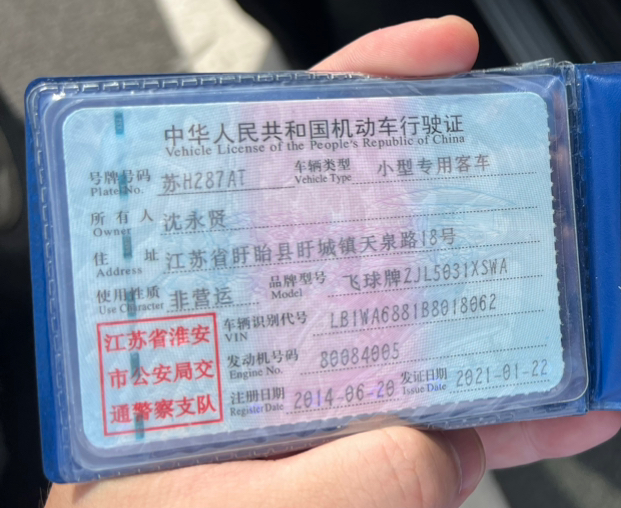 中华人民共和国机动车行驶证
Vehicle License of the People's Republic of China
号牌号码 苏H287AT 车辆类型 小型专用客车
Plate No. Vehicle Type
所有人 沈永贤
Owner
住址 江苏省盱眙县盱城镇天泉路18号
Address
使用性质 非营运 品牌型号 飞球牌ZJL5031XSWA
Use Character Model
车辆识别代号 LB1WA6881B8018062
VIN
发动机号码 80084005
Engine No.
注册日期 2014-06-20 发证日期 2021-01-22
Register Date Issue Date
江苏省淮安
市公安局交
通警察支队